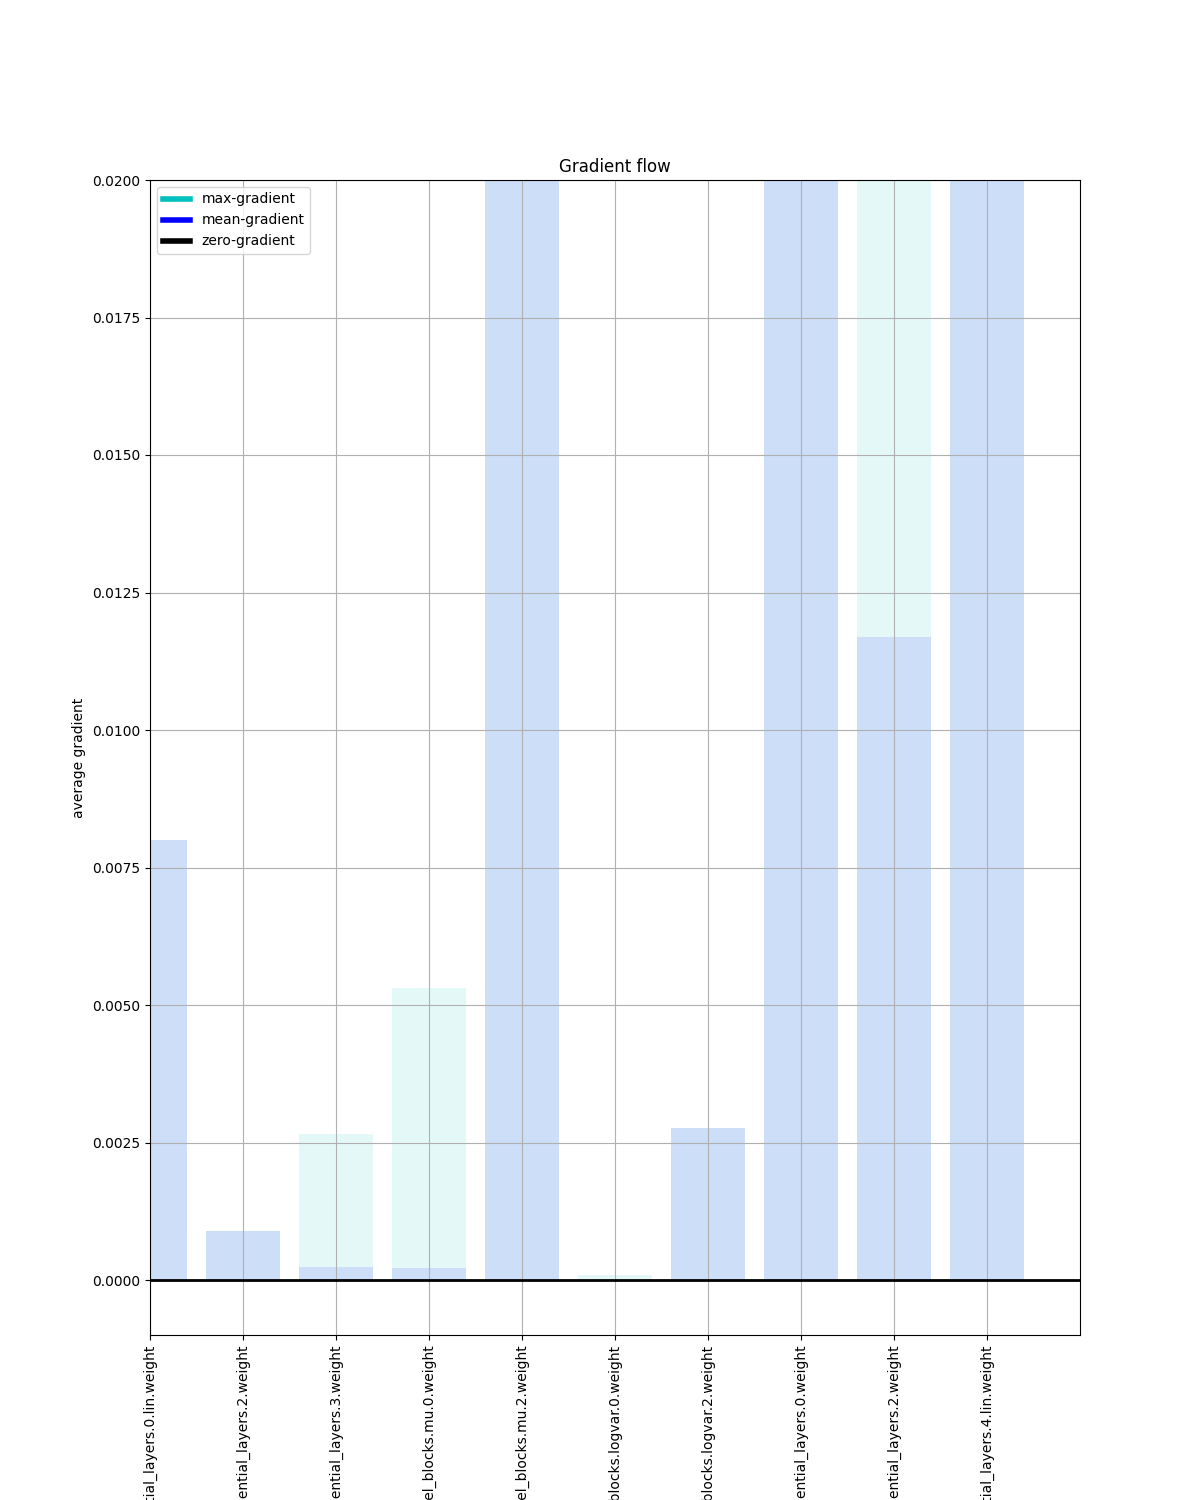 Gradient flow
max-gradient
mean-gradient
zero-gradient
0.0200
0.0175
0.0150
0.0125
0.0100
0.0075
0.0050
0.0025
0.0000
average gradient
tial_layers.0.lin.weight
ential_layers.2.weight
ential_layers.3.weight
el_blocks.mu.0.weight
el_blocks.mu.2.weight
blocks.logvar.0.weight
blocks.logvar.2.weight
ential_layers.0.weight
ential_layers.2.weight
tial_layers.4.lin.weight